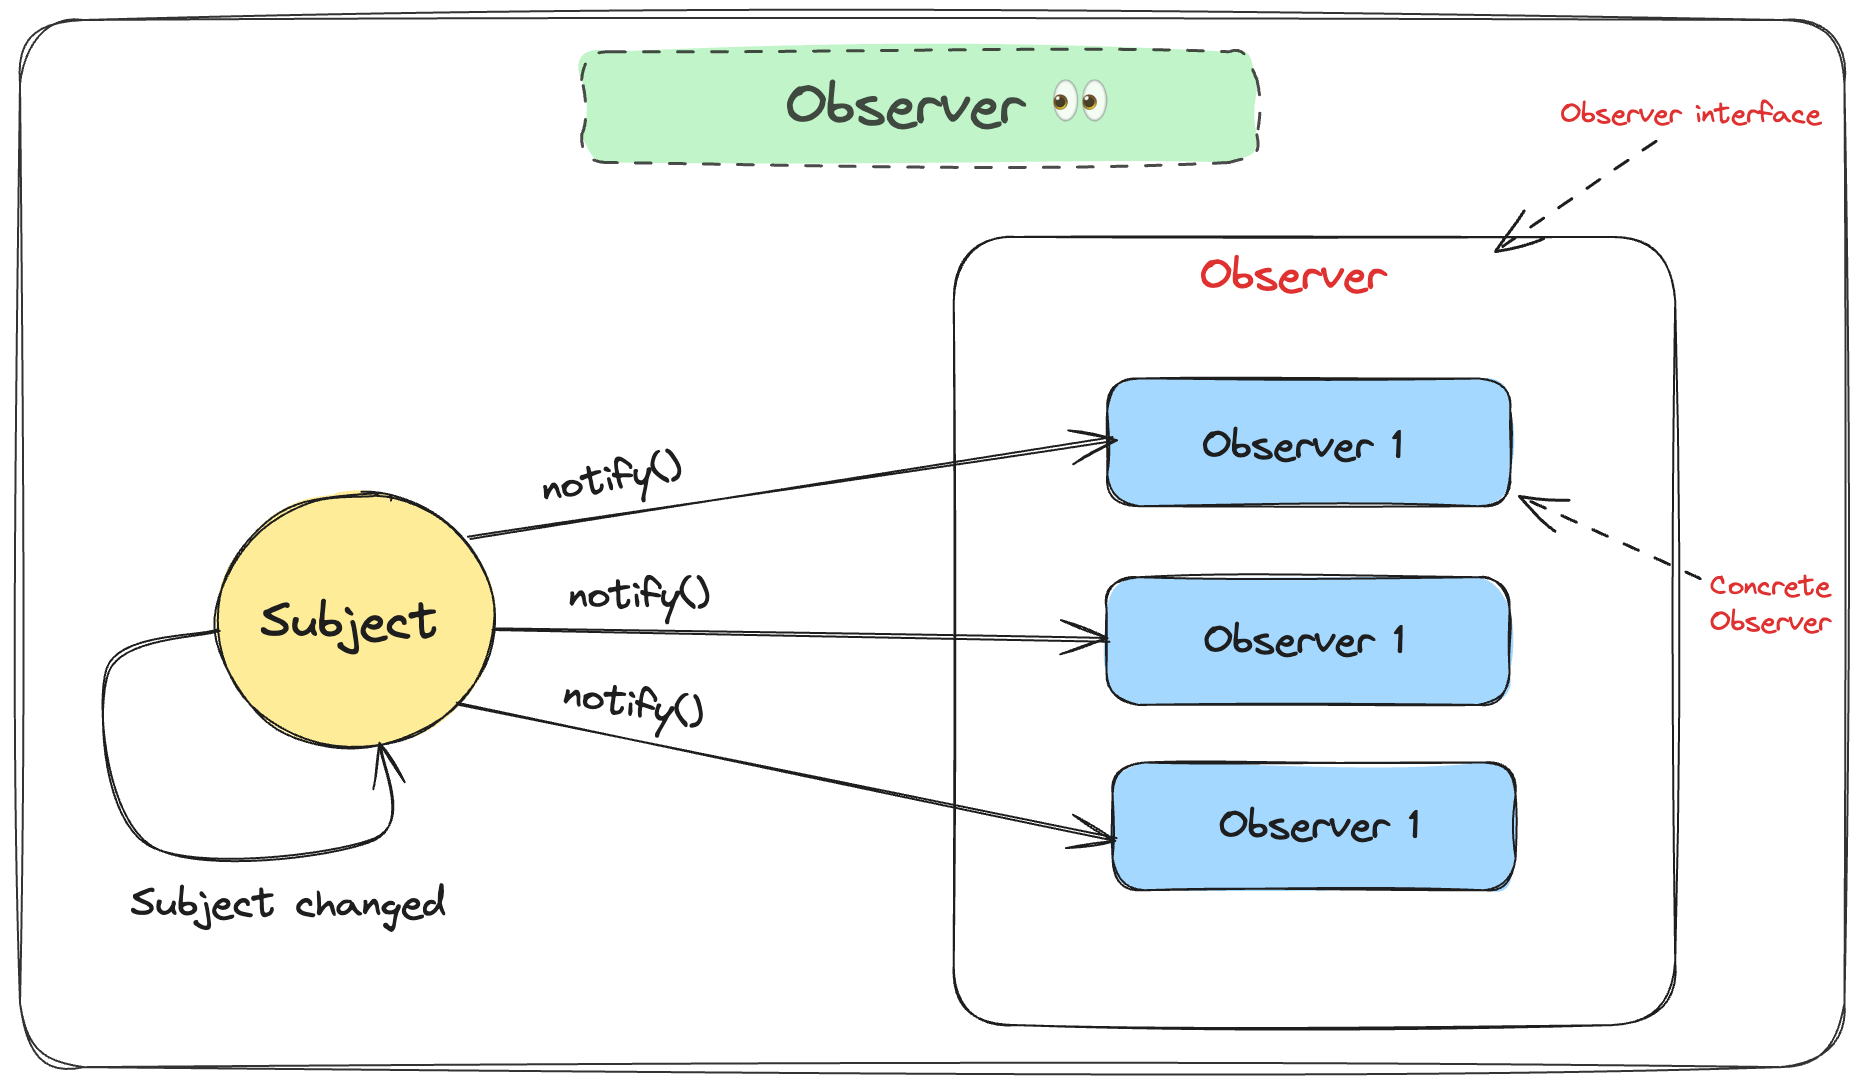 Observer 👀
Observer interface
Observer
notify()
Observer 1
Subject
notify()
Observer 1
Concrete
Observer
notify()
Observer 1
Subject changed